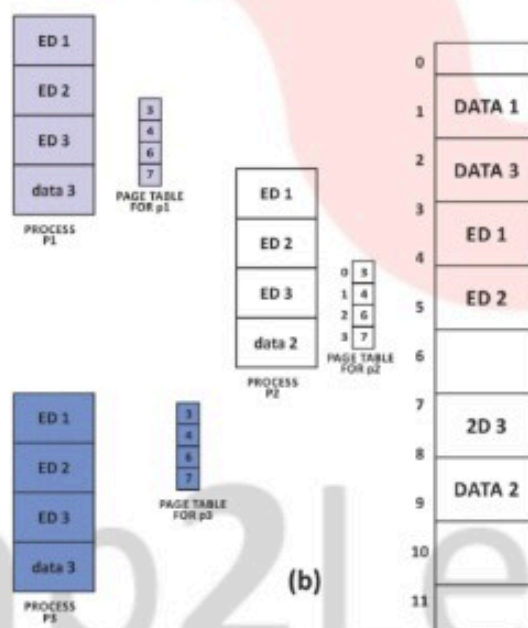 ED 1
ED 2
ED 3
data 3
PROCESS
P1
3
4
6
7
PAGE TABLE
FOR p1
ED 1
ED 2
ED 3
data 2
PROCESS
P2
0 3
1 4
2 6
3 7
PAGE TABLE
FOR p2
ED 1
ED 2
ED 3
data 3
PROCESS
P3
3
4
6
7
PAGE TABLE
FOR p3
(b)
0
1 DATA 1
2 DATA 3
3 ED 1
4
5 ED 2
6
7 2D 3
8
9 DATA 2
10
11